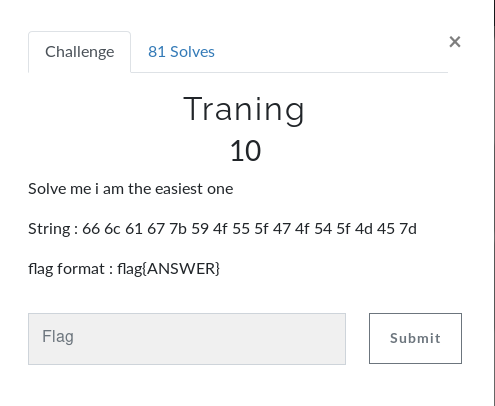 Challenge
81 Solves
×
Traning
10
Solve me i am the easiest one
String : 66 6c 61 67 7b 59 4f 55 5f 47 4f 54 5f 4d 45 7d
flag format : flag{ANSWER}
Flag
Submit